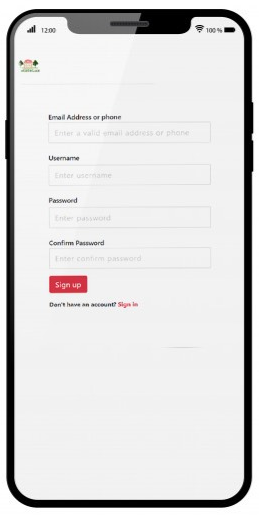 12:00
100 %
Email Address or phone
Enter a valid email address or phone
Username
Enter username
Password
Enter password
Confirm Password
Enter confirm password
Sign up
Don't have an account? Sign in